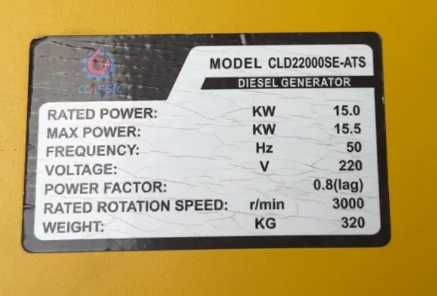 CLASSIC
MODEL CLD22000SE-ATS
DIESEL GENERATOR
RATED POWER: KW 15.0
MAX POWER: KW 15.5
FREQUENCY: Hz 50
VOLTAGE: V 220
POWER FACTOR: 0.8(lag)
RATED ROTATION SPEED: r/min 3000
WEIGHT: KG 320